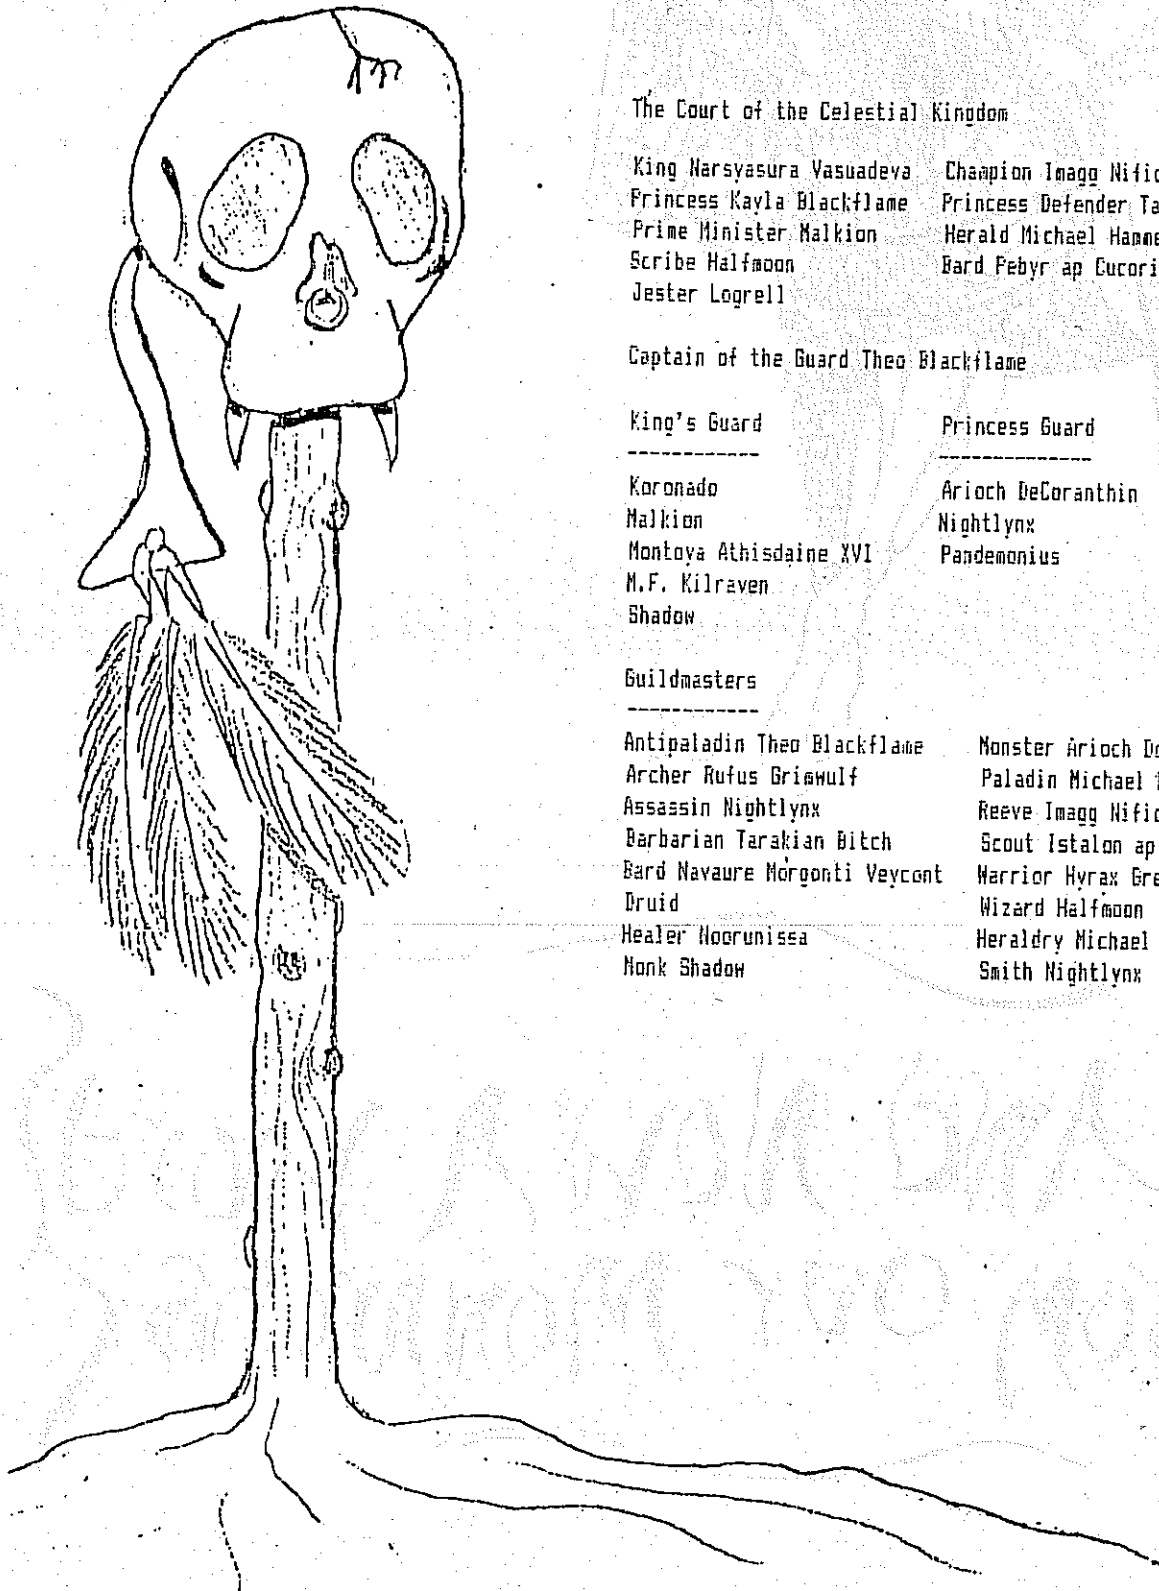 The Court of the Celestial Kingdom
King Narsyasura Vasuadeva Champion Imagg
Princess Kayla Blackflame Princess Defender
Prime Minister Malkion Herald Michael
Scribe Halfmoon Bard Febyr ap
Jester Logrell
Captain of the Guard Theo Blackflame
King's Guard Princess Guard
Koronado Arioch DeCoranthin
Malkion Nightlynx
Montoya Athisdaine XVI Pandemonius
M.F. Kilraven
Shadow
Guildmasters
Antipaladin Theo Blackflame Monster Arioch
Archer Rufus Grimwulf Paladin Michael
Assassin Nightlynx Reeve Imagg
Barbarian Tarakian Bitch Scout Istalon ap
Bard Navaure Morgonti Veycont Warrior Hyrax
Druid Wizard Halfmoon
Healer Noorunissa Heraldry Michael
Monk Shadow Smith Nightlynx